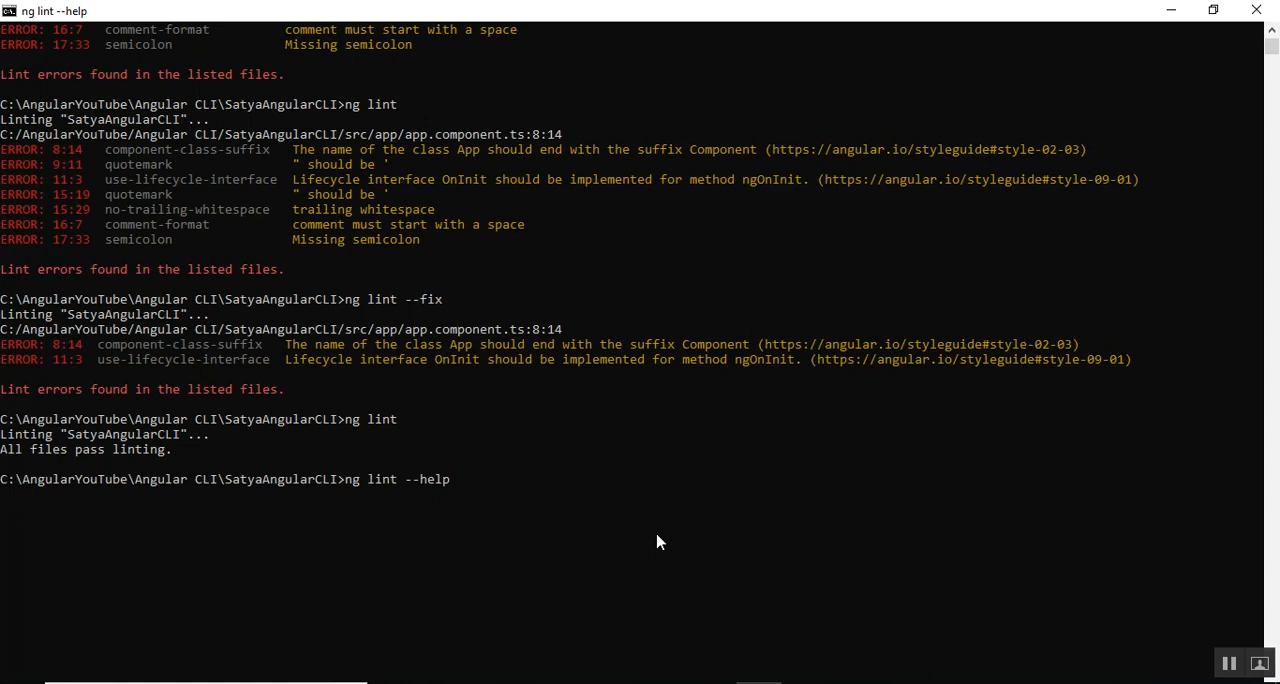 ng lint --help
ERROR: 16:7 comment-format comment must start with a space
ERROR: 17:33 semicolon Missing semicolon
Lint errors found in the listed files.
C:\AngularYouTube\Angular CLI\SatyaAngularCLI>ng lint
Linting "SatyaAngularCLI"...
C:/AngularYouTube/Angular CLI/SatyaAngularCLI/src/app/app.component.ts:8:14
ERROR: 8:14 component-class-suffix The name of the class App should end with the suffix Component (https://angular.io/styleguide#style-02-03)
ERROR: 9:11 quotemark " should be '
ERROR: 11:3 use-lifecycle-interface Lifecycle interface OnInit should be implemented for method ngOnInit. (https://angular.io/styleguide#style-09-01)
ERROR: 15:19 quotemark " should be '
ERROR: 15:29 no-trailing-whitespace trailing whitespace
ERROR: 16:7 comment-format comment must start with a space
ERROR: 17:33 semicolon Missing semicolon
Lint errors found in the listed files.
C:\AngularYouTube\Angular CLI\SatyaAngularCLI>ng lint --fix
Linting "SatyaAngularCLI"...
C:/AngularYouTube/Angular CLI/SatyaAngularCLI/src/app/app.component.ts:8:14
ERROR: 8:14 component-class-suffix The name of the class App should end with the suffix Component (https://angular.io/styleguide#style-02-03)
ERROR: 11:3 use-lifecycle-interface Lifecycle interface OnInit should be implemented for method ngOnInit. (https://angular.io/styleguide#style-09-01)
Lint errors found in the listed files.
C:\AngularYouTube\Angular CLI\SatyaAngularCLI>ng lint
Linting "SatyaAngularCLI"...
All files pass linting.
C:\AngularYouTube\Angular CLI\SatyaAngularCLI>ng lint --help